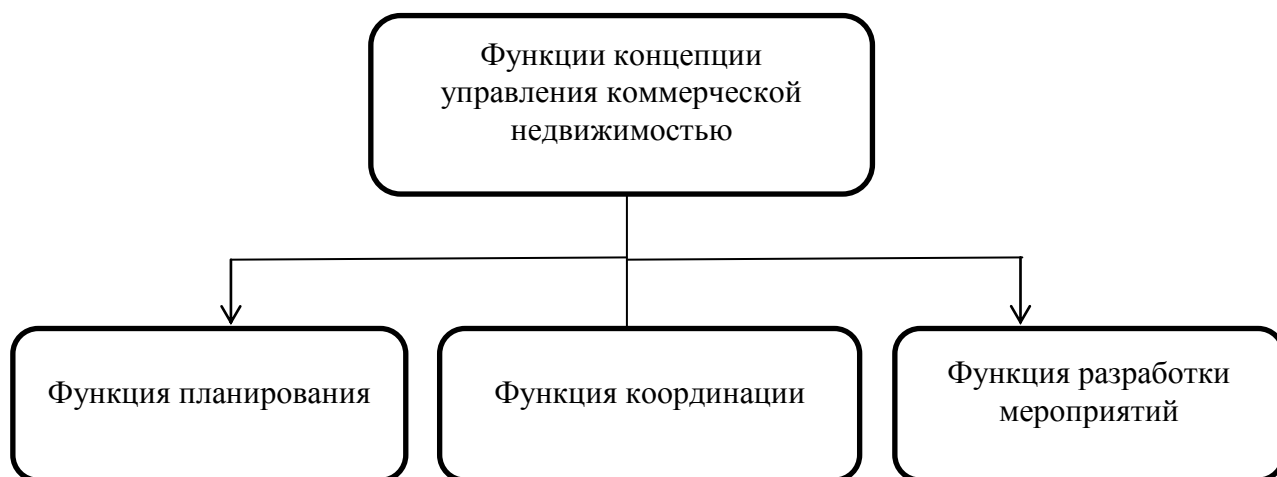 Функции концепции
управления коммерческой
недвижимостью
Функция планирования
Функция координации
Функция разработки
мероприятий